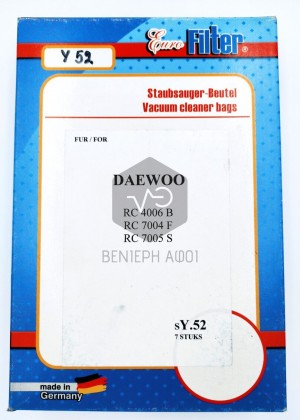 Y 52
Euro Filter®
Staubsauger-Beutel
Vacuum cleaner bags
FUR / FOR
DAEWOO
RC 4006 B
RC 7004 F
RC 7005 S
ΒΕΝΙΕΡΗ ΑΦΟΙ
sY.52
7 STUKS
made in
Germany